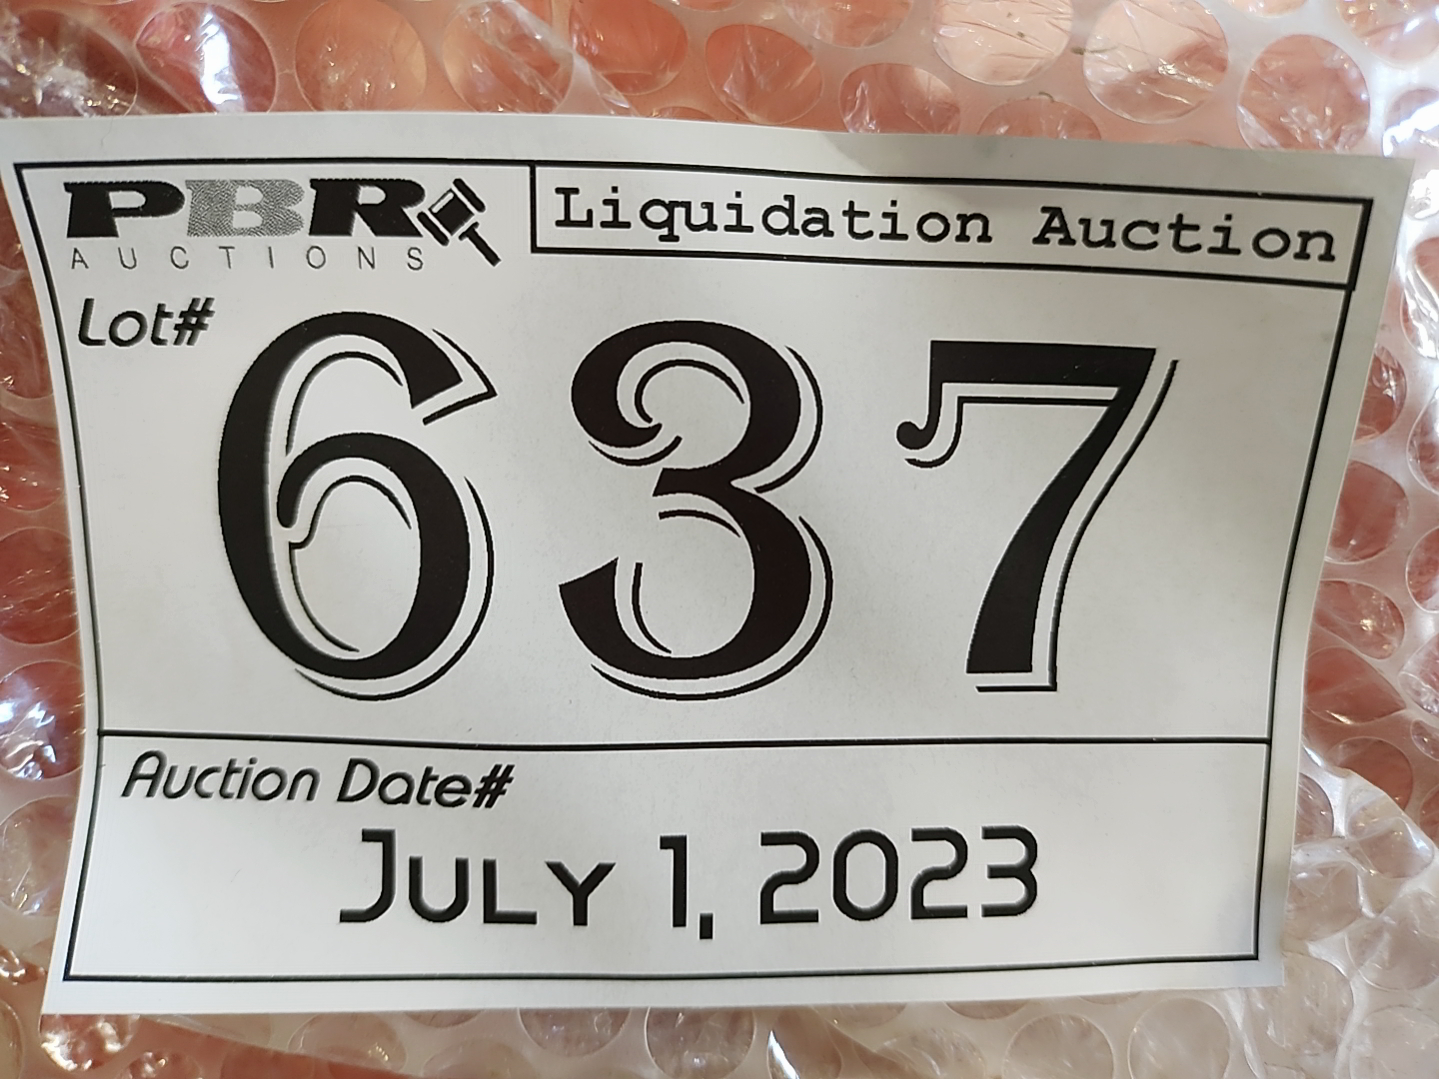 PBR
AUCTIONS
Liquidation Auction
Lot#
637
Auction Date#
JULY 1, 2023